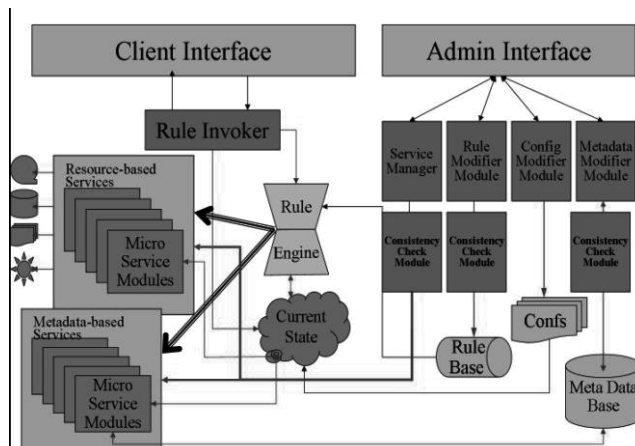 Client Interface
Admin Interface
Rule Invoker
Service
Manager
Rule
Modifier
Module
Config
Modifier
Module
Metadata
Modifier
Module
Resource-based
Services
Micro
Service
Modules
Rule
Engine
Consistency
Check
Module
Consistency
Check
Module
Consistency
Check
Module
Current
State
Confs
Rule
Base
Metadata-based
Services
Micro
Service
Modules
Meta Data
Base